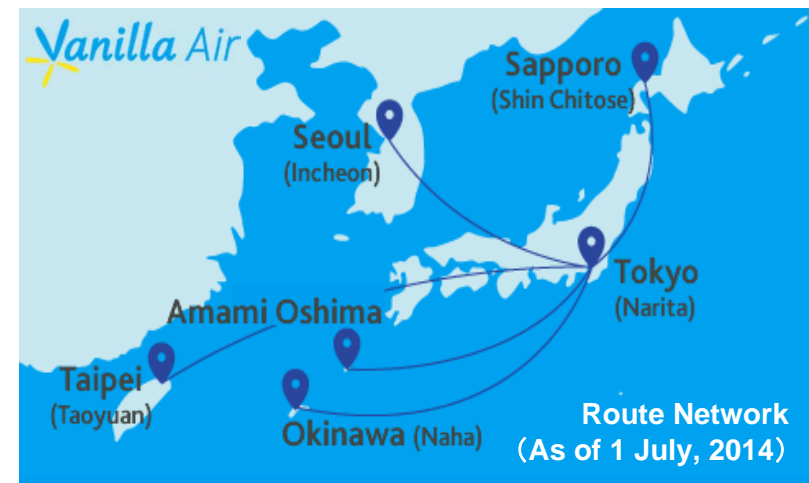 Vanilla Air
Sapporo
(Shin Chitose)
Seoul
(Incheon)
Tokyo
(Narita)
Amami Oshima
Taipei
(Taoyuan)
Okinawa (Naha)
Route Network
（As of 1 July, 2014）